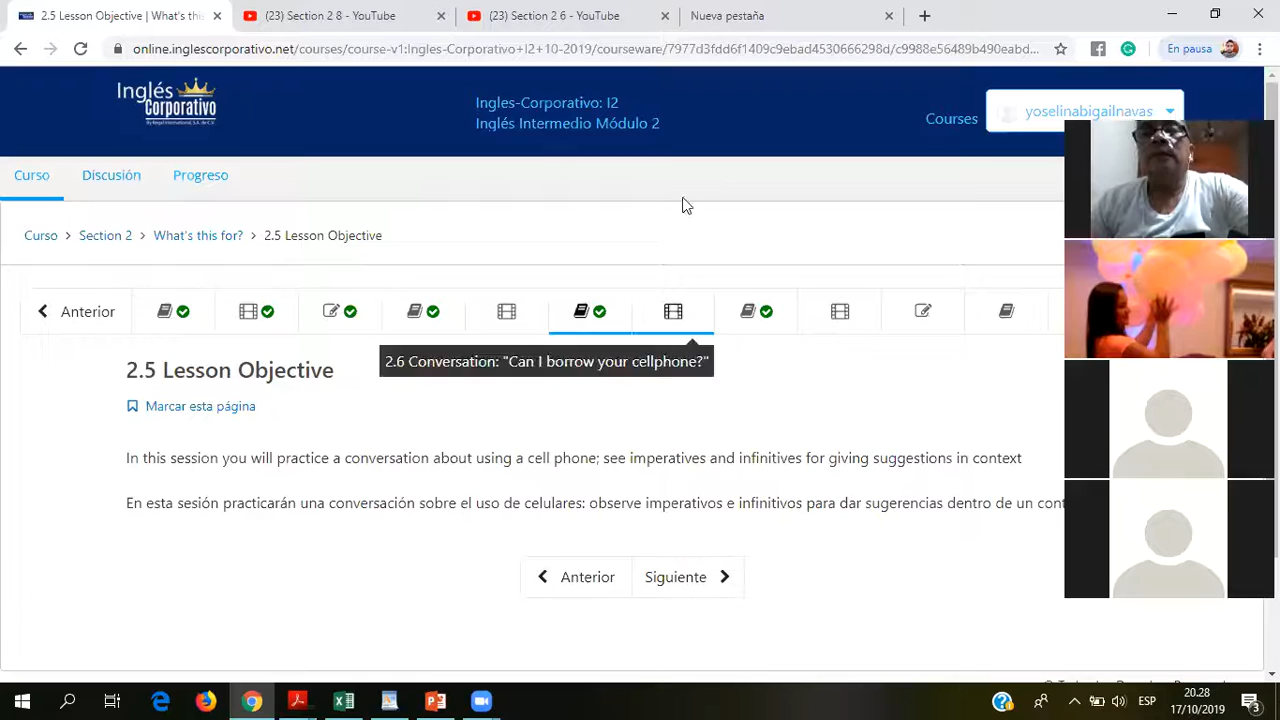 2.5 Lesson Objective | What's this
(23) Section 2 8 - YouTube
(23) Section 2 6 - YouTube
Nueva pestaña
online.inglescorporativo.net/courses/course-v1:Ingles-Corporativo+I2+10-2019/courseware/7977d3fdd6f1409c9ebad4530666298d/c9988e56489b490eabd...
En pausa
Inglés
Corporativo
Ingles-Corporativo: I2
Inglés Intermedio Módulo 2
Courses
yoselinabigailnavas
Curso
Discusión
Progreso
Curso > Section 2 > What's this for? > 2.5 Lesson Objective
Anterior
2.6 Conversation: "Can I borrow your cellphone?"
2.5 Lesson Objective
Marcar esta página
In this session you will practice a conversation about using a cell phone; see imperatives and infinitives for giving suggestions in context
En esta sesión practicarán una conversación sobre el uso de celulares: observe imperativos e infinitivos para dar sugerencias dentro de un cont
Anterior
Siguiente
ESP
20.28
17/10/2019
3